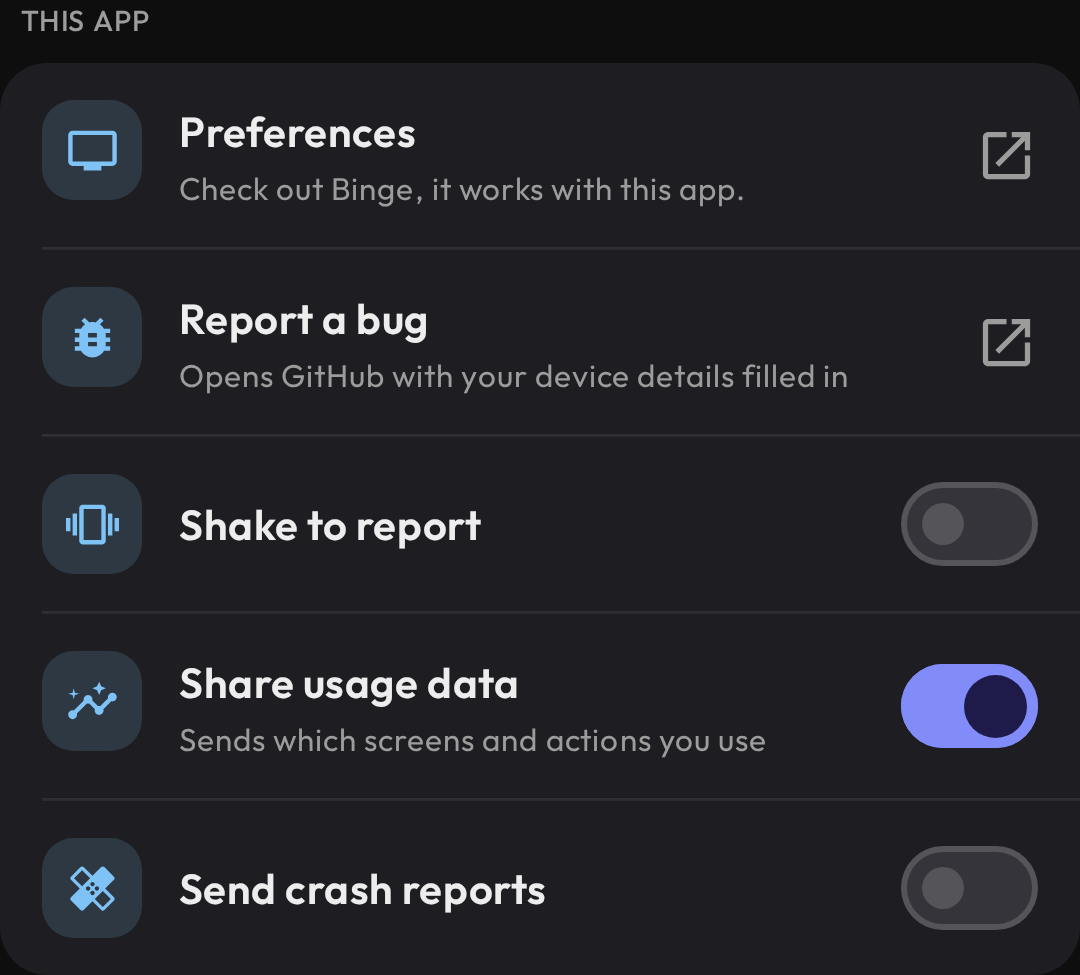 THIS APP
Preferences
Check out Binge, it works with this app.
Report a bug
Opens GitHub with your device details filled in
Shake to report
Share usage data
Sends which screens and actions you use
Send crash reports